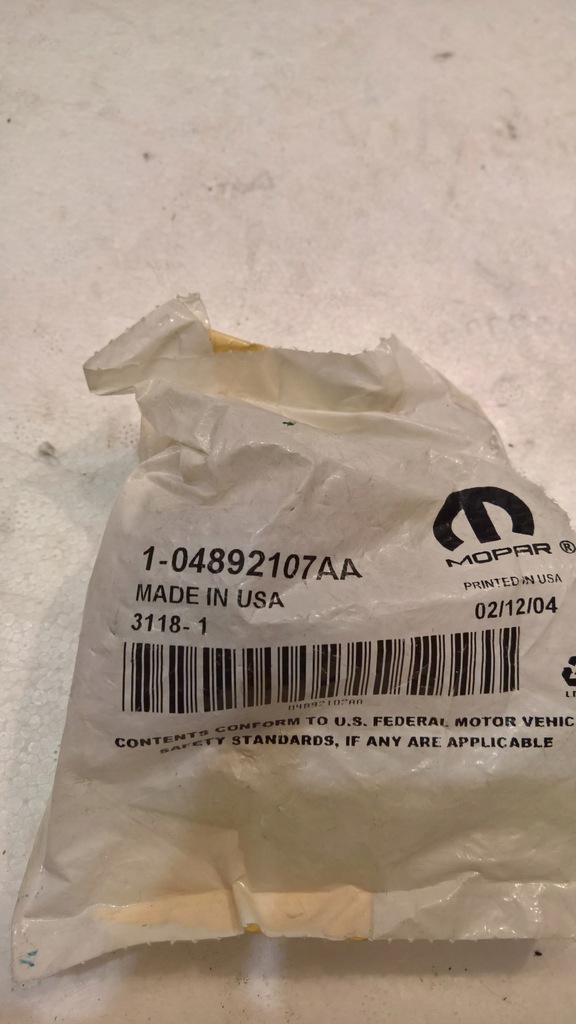 MOPAR ®
1-04892107AA
PRINTED IN USA
MADE IN USA
02/12/04
3118-1
04892107AA
CONTENTS CONFORM TO U.S. FEDERAL MOTOR VEHIC
SAFETY STANDARDS, IF ANY ARE APPLICABLE